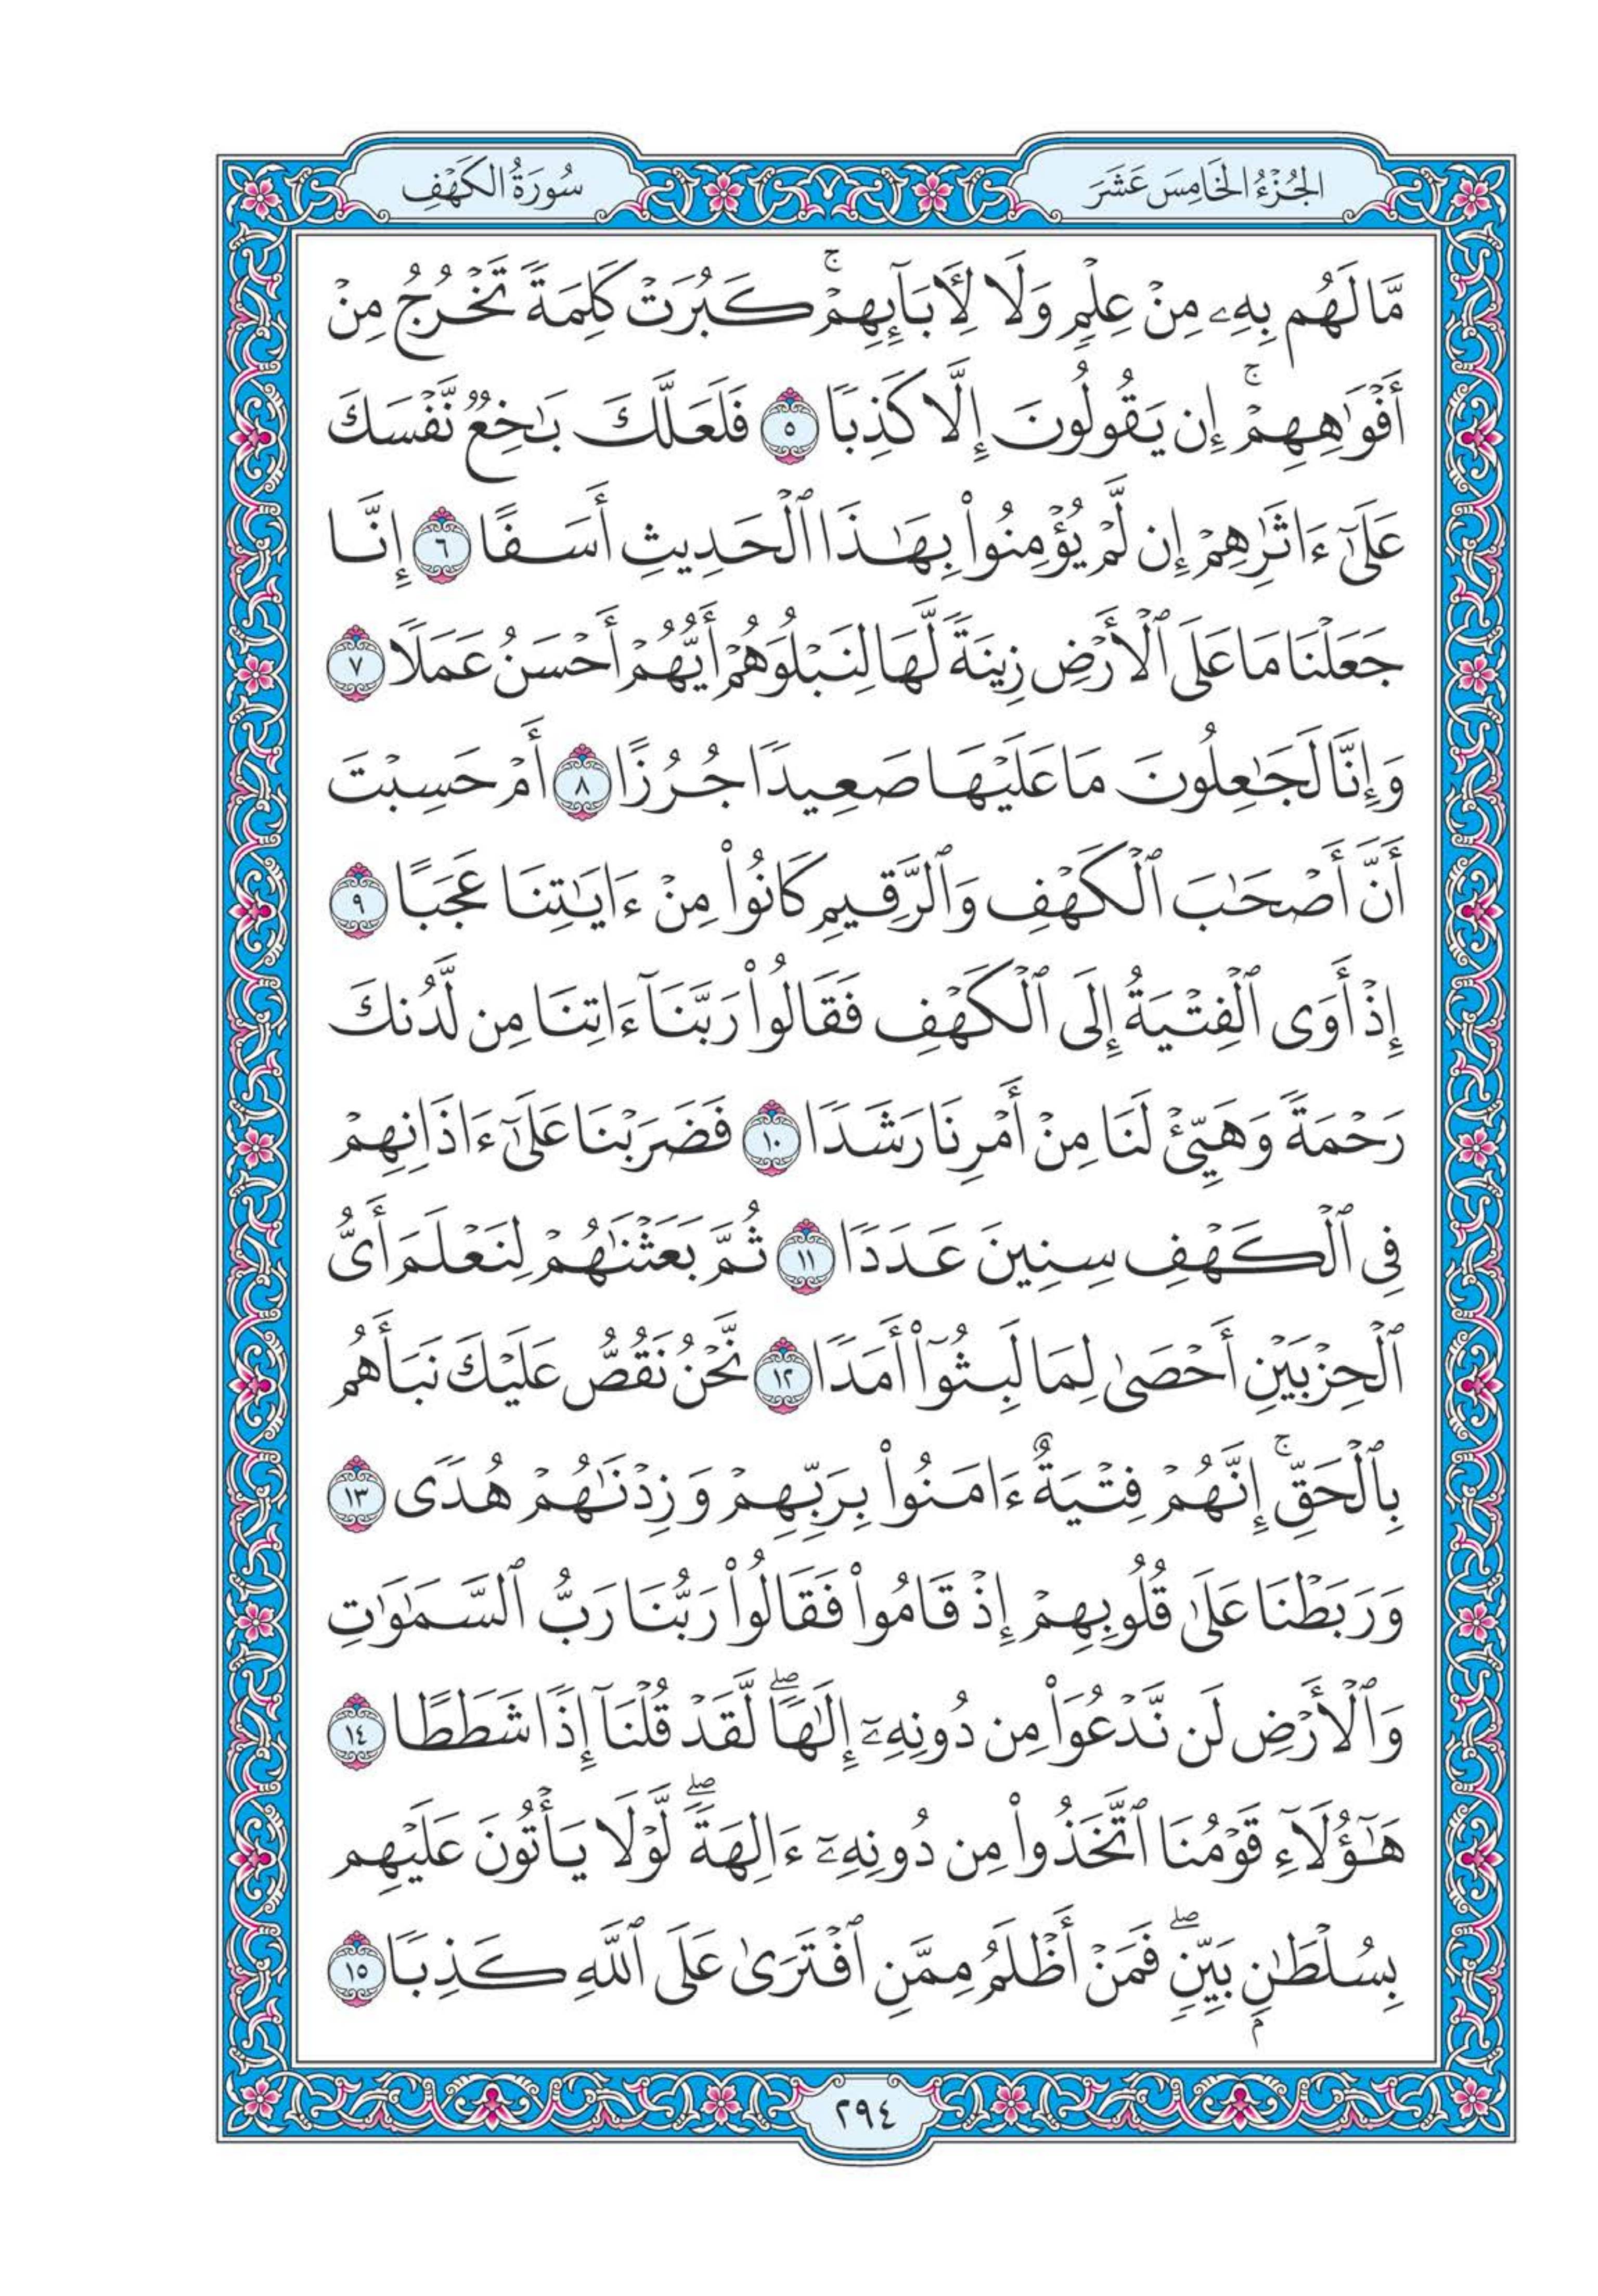 الجُزْءُ الخَامِسَ عَشَرَ
سُورَةُ الكَهْفِ
مَّا لَهُم بِهِۦ مِنْ عِلْمٍ وَلَا لِأٓبَآئِهِمْۚ كَبُرَتْ كَلِمَةً تَخْرُجُ مِنْ
أَفْوَٰهِهِمْۚ إِن يَقُولُونَ إِلَّا كَذِبًا ٥ فَلَعَلَّكَ بَٰخِعٌ نَّفْسَكَ
عَلَىٰٓ ءَاثَٰرِهِمْ إِن لَّمْ يُؤْمِنُوا۟ بِهَٰذَا ٱلْحَدِيثِ أَسَفًا ٦ إِنَّا
جَعَلْنَا مَا عَلَى ٱلْأَرْضِ زِينَةً لَّهَا لِنَبْلُوَهُمْ أَيُّهُمْ أَحْسَنُ عَمَلًا ٧
وَإِنَّا لَجَٰعِلُونَ مَا عَلَيْهَا صَعِيدًا جُرُزًا ٨ أَمْ حَسِبْتَ
أَنَّ أَصْحَٰبَ ٱلْكَهْفِ وَٱلرَّقِيمِ كَانُوا۟ مِنْ ءَايَٰتِنَا عَجَبًا ٩
إِذْ أَوَى ٱلْفِتْيَةُ إِلَى ٱلْكَهْفِ فَقَالُوا۟ رَبَّنَآ ءَاتِنَا مِن لَّدُنكَ
رَحْمَةً وَهَيِّئْ لَنَا مِنْ أَمْرِنَا رَشَدًا ١٠ فَضَرَبْنَا عَلَىٰٓ ءَاذَانِهِمْ
فِى ٱلْكَهْفِ سِنِينَ عَدَدًا ١١ ثُمَّ بَعَثْنَٰهُمْ لِنَعْلَمَ أَىُّ
ٱلْحِزْبَيْنِ أَحْصَىٰ لِمَا لَبِثُوٓا۟ أَمَدًا ١٢ نَّحْنُ نَقُصُّ عَلَيْكَ نَبَأَهُم
بِٱلْحَقِّۚ إِنَّهُمْ فِتْيَةٌ ءَامَنُوا۟ بِرَبِّهِمْ وَزِدْنَٰهُمْ هُدًى ١٣
وَرَبَطْنَا عَلَىٰ قُلُوبِهِمْ إِذْ قَامُوا۟ فَقَالُوا۟ رَبُّنَا رَبُّ ٱلسَّمَٰوَٰتِ
وَٱلْأَرْضِ لَن نَّدْعُوَا۟ مِن دُونِهِۦٓ إِلَٰهًاۖ لَّقَدْ قُلْنَآ إِذًا شَطَطًا ١٤
هَٰٓؤُلَآءِ قَوْمُنَا ٱتَّخَذُوا۟ مِن دُونِهِۦٓ ءَالِهَةًۖ لَّوْلَا يَأْتُونَ عَلَيْهِم
بِسُلْطَٰنٍۭ بَيِّنٍۖ فَمَنْ أَظْلَمُ مِمَّنِ ٱفْتَرَىٰ عَلَى ٱللَّهِ كَذِبًا ١٥
٢٩٤